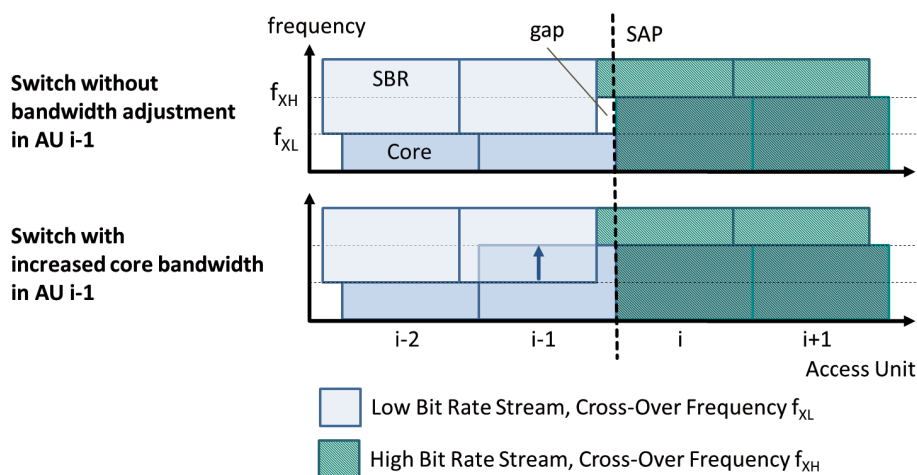 frequency
gap
SAP
Switch without
bandwidth adjustment
in AU i-1
f_XH
f_XL
SBR
Core
Switch with
increased core bandwidth
in AU i-1
i-2
i-1
i
i+1
Access Unit
Low Bit Rate Stream, Cross-Over Frequency f_XL
High Bit Rate Stream, Cross-Over Frequency f_XH